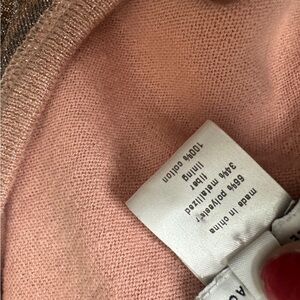 made in china
66% polyester
34% metallized
fiber
lining
100% cotton